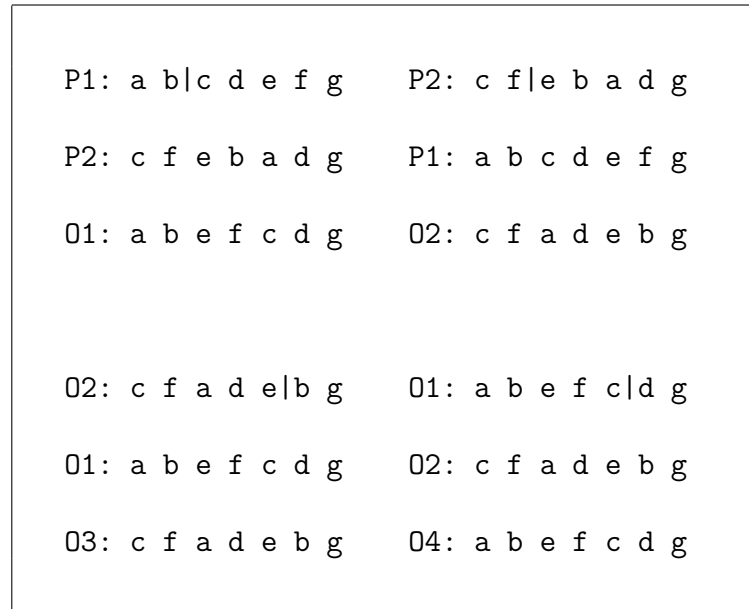 P1: a b|c d e f g    P2: c f|e b a d g
P2: c f e b a d g    P1: a b c d e f g
O1: a b e f c d g    O2: c f a d e b g
O2: c f a d e|b g    O1: a b e f c|d g
O1: a b e f c d g    O2: c f a d e b g
O3: c f a d e b g    O4: a b e f c d g